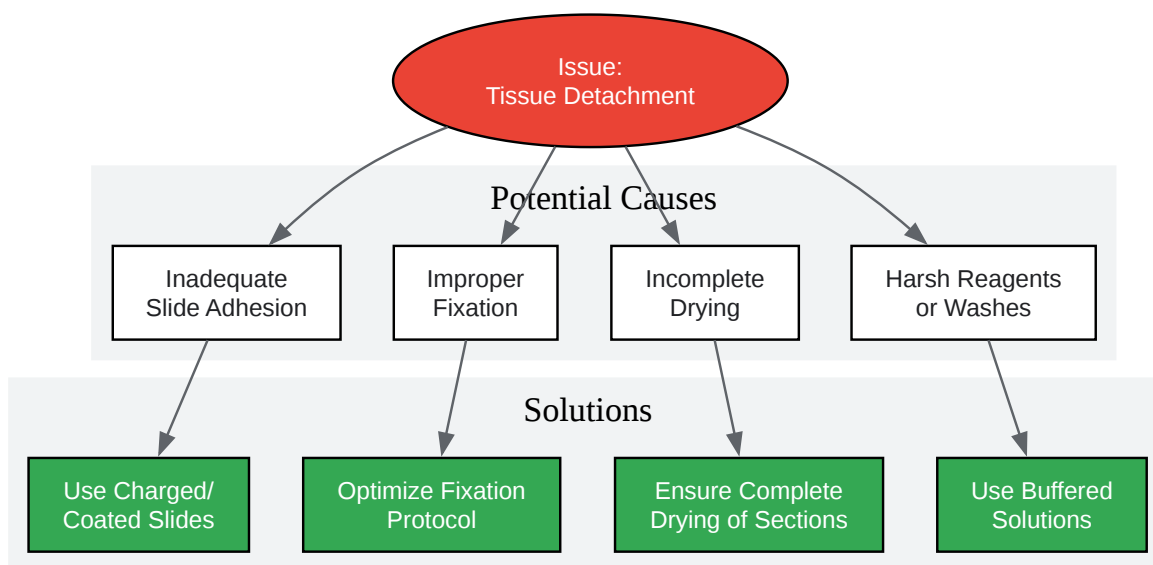 Issue:
Tissue Detachment
Potential Causes
Inadequate
Slide Adhesion
Improper
Fixation
Incomplete
Drying
Harsh Reagents
or Washes
Solutions
Use Charged/
Coated Slides
Optimize Fixation
Protocol
Ensure Complete
Drying of Sections
Use Buffered
Solutions